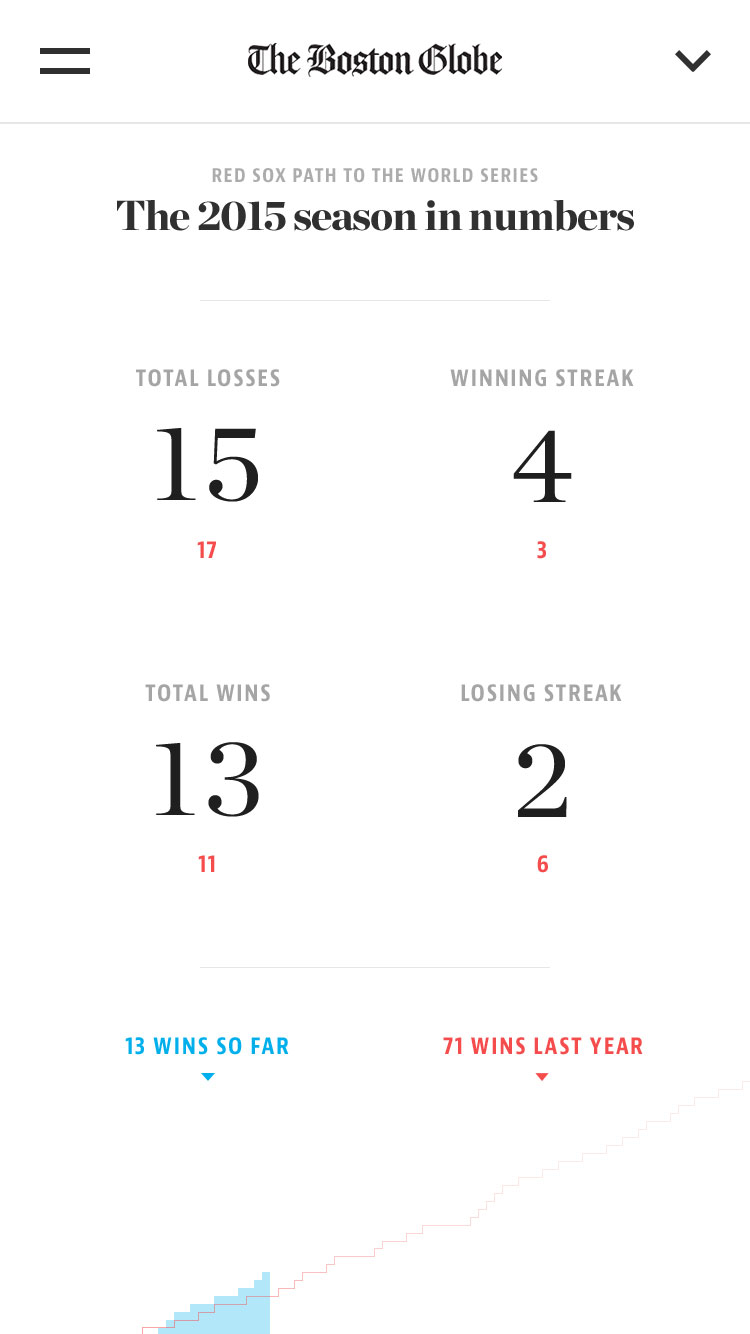 The Boston Globe
RED SOX PATH TO THE WORLD SERIES
The 2015 season in numbers
TOTAL LOSSES
15
17
WINNING STREAK
4
3
TOTAL WINS
13
11
LOSING STREAK
2
6
13 WINS SO FAR
71 WINS LAST YEAR